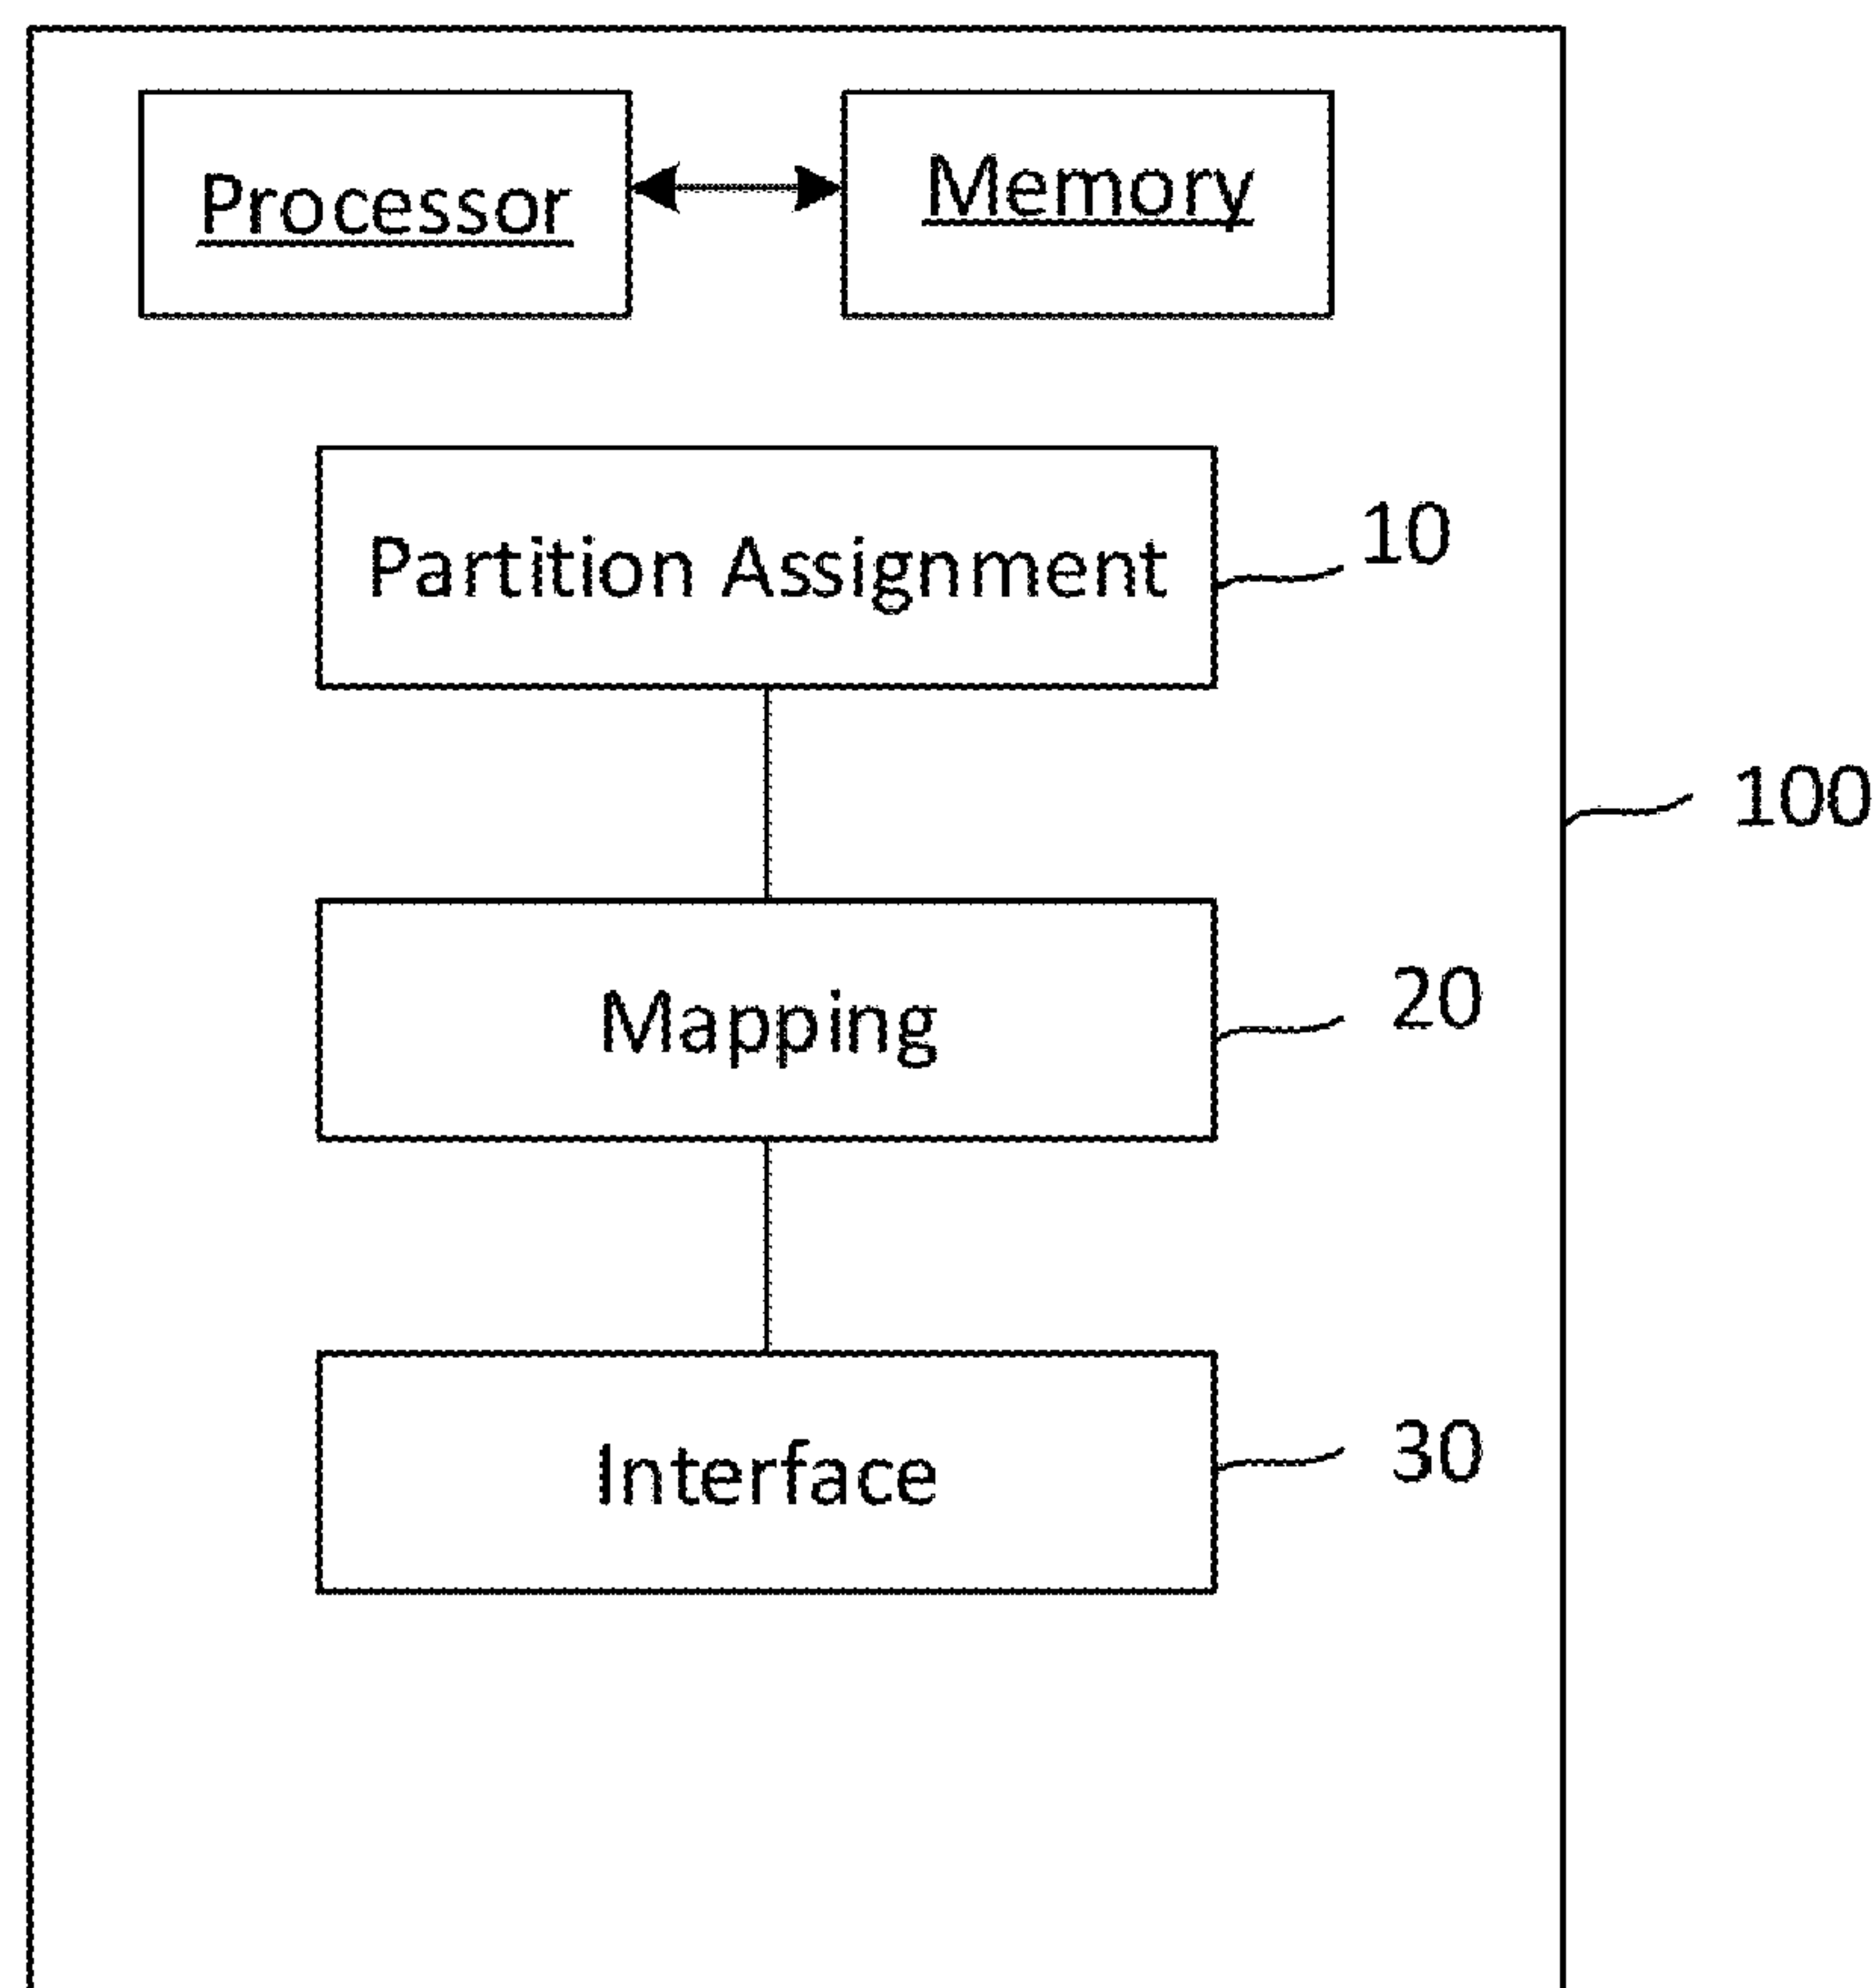 Processor
Memory
Partition Assignment
10
100
Mapping
20
Interface
30